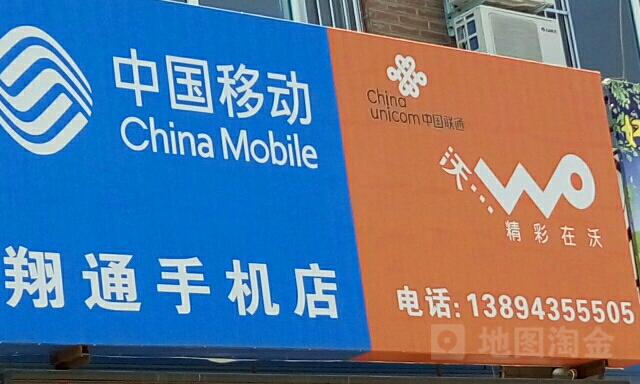 中国移动
China Mobile
翔通手机店
China
unicom中国联通
沃...WO
精彩在沃
电话:13894355505
地图淘金